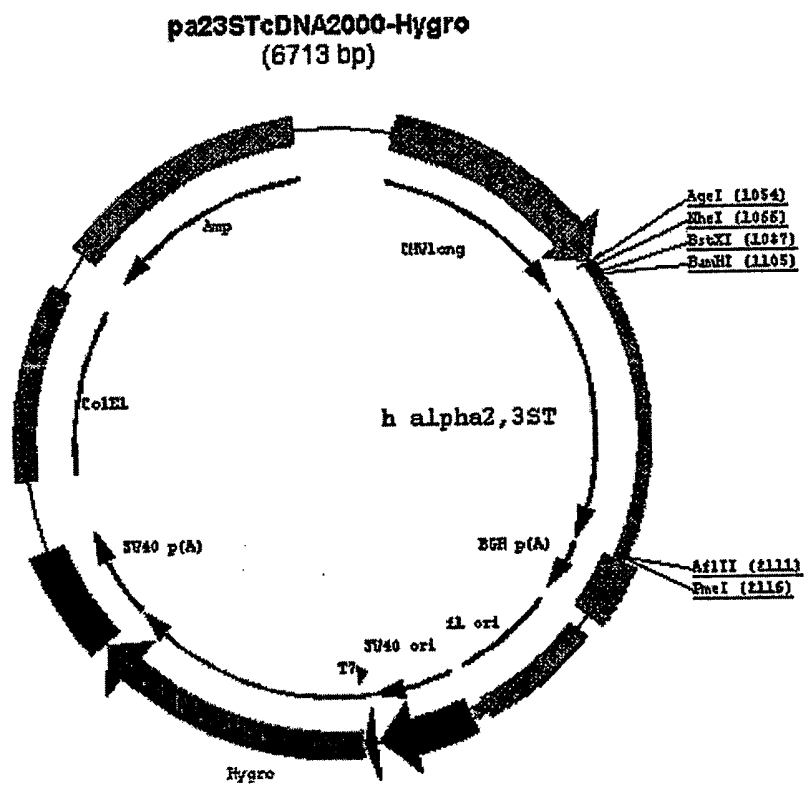 pa23STcDNA2000-Hygro
(6713 bp)
Amp
CMVlong
AgeI (1054)
NheI (1066)
BstXI (1087)
BamHI (1105)
ColE1
h alpha2,3ST
SV40 p(A)
BGH p(A)
AflII (2111)
PmeI (2116)
f1 ori
SV40 ori
T7
Hygro